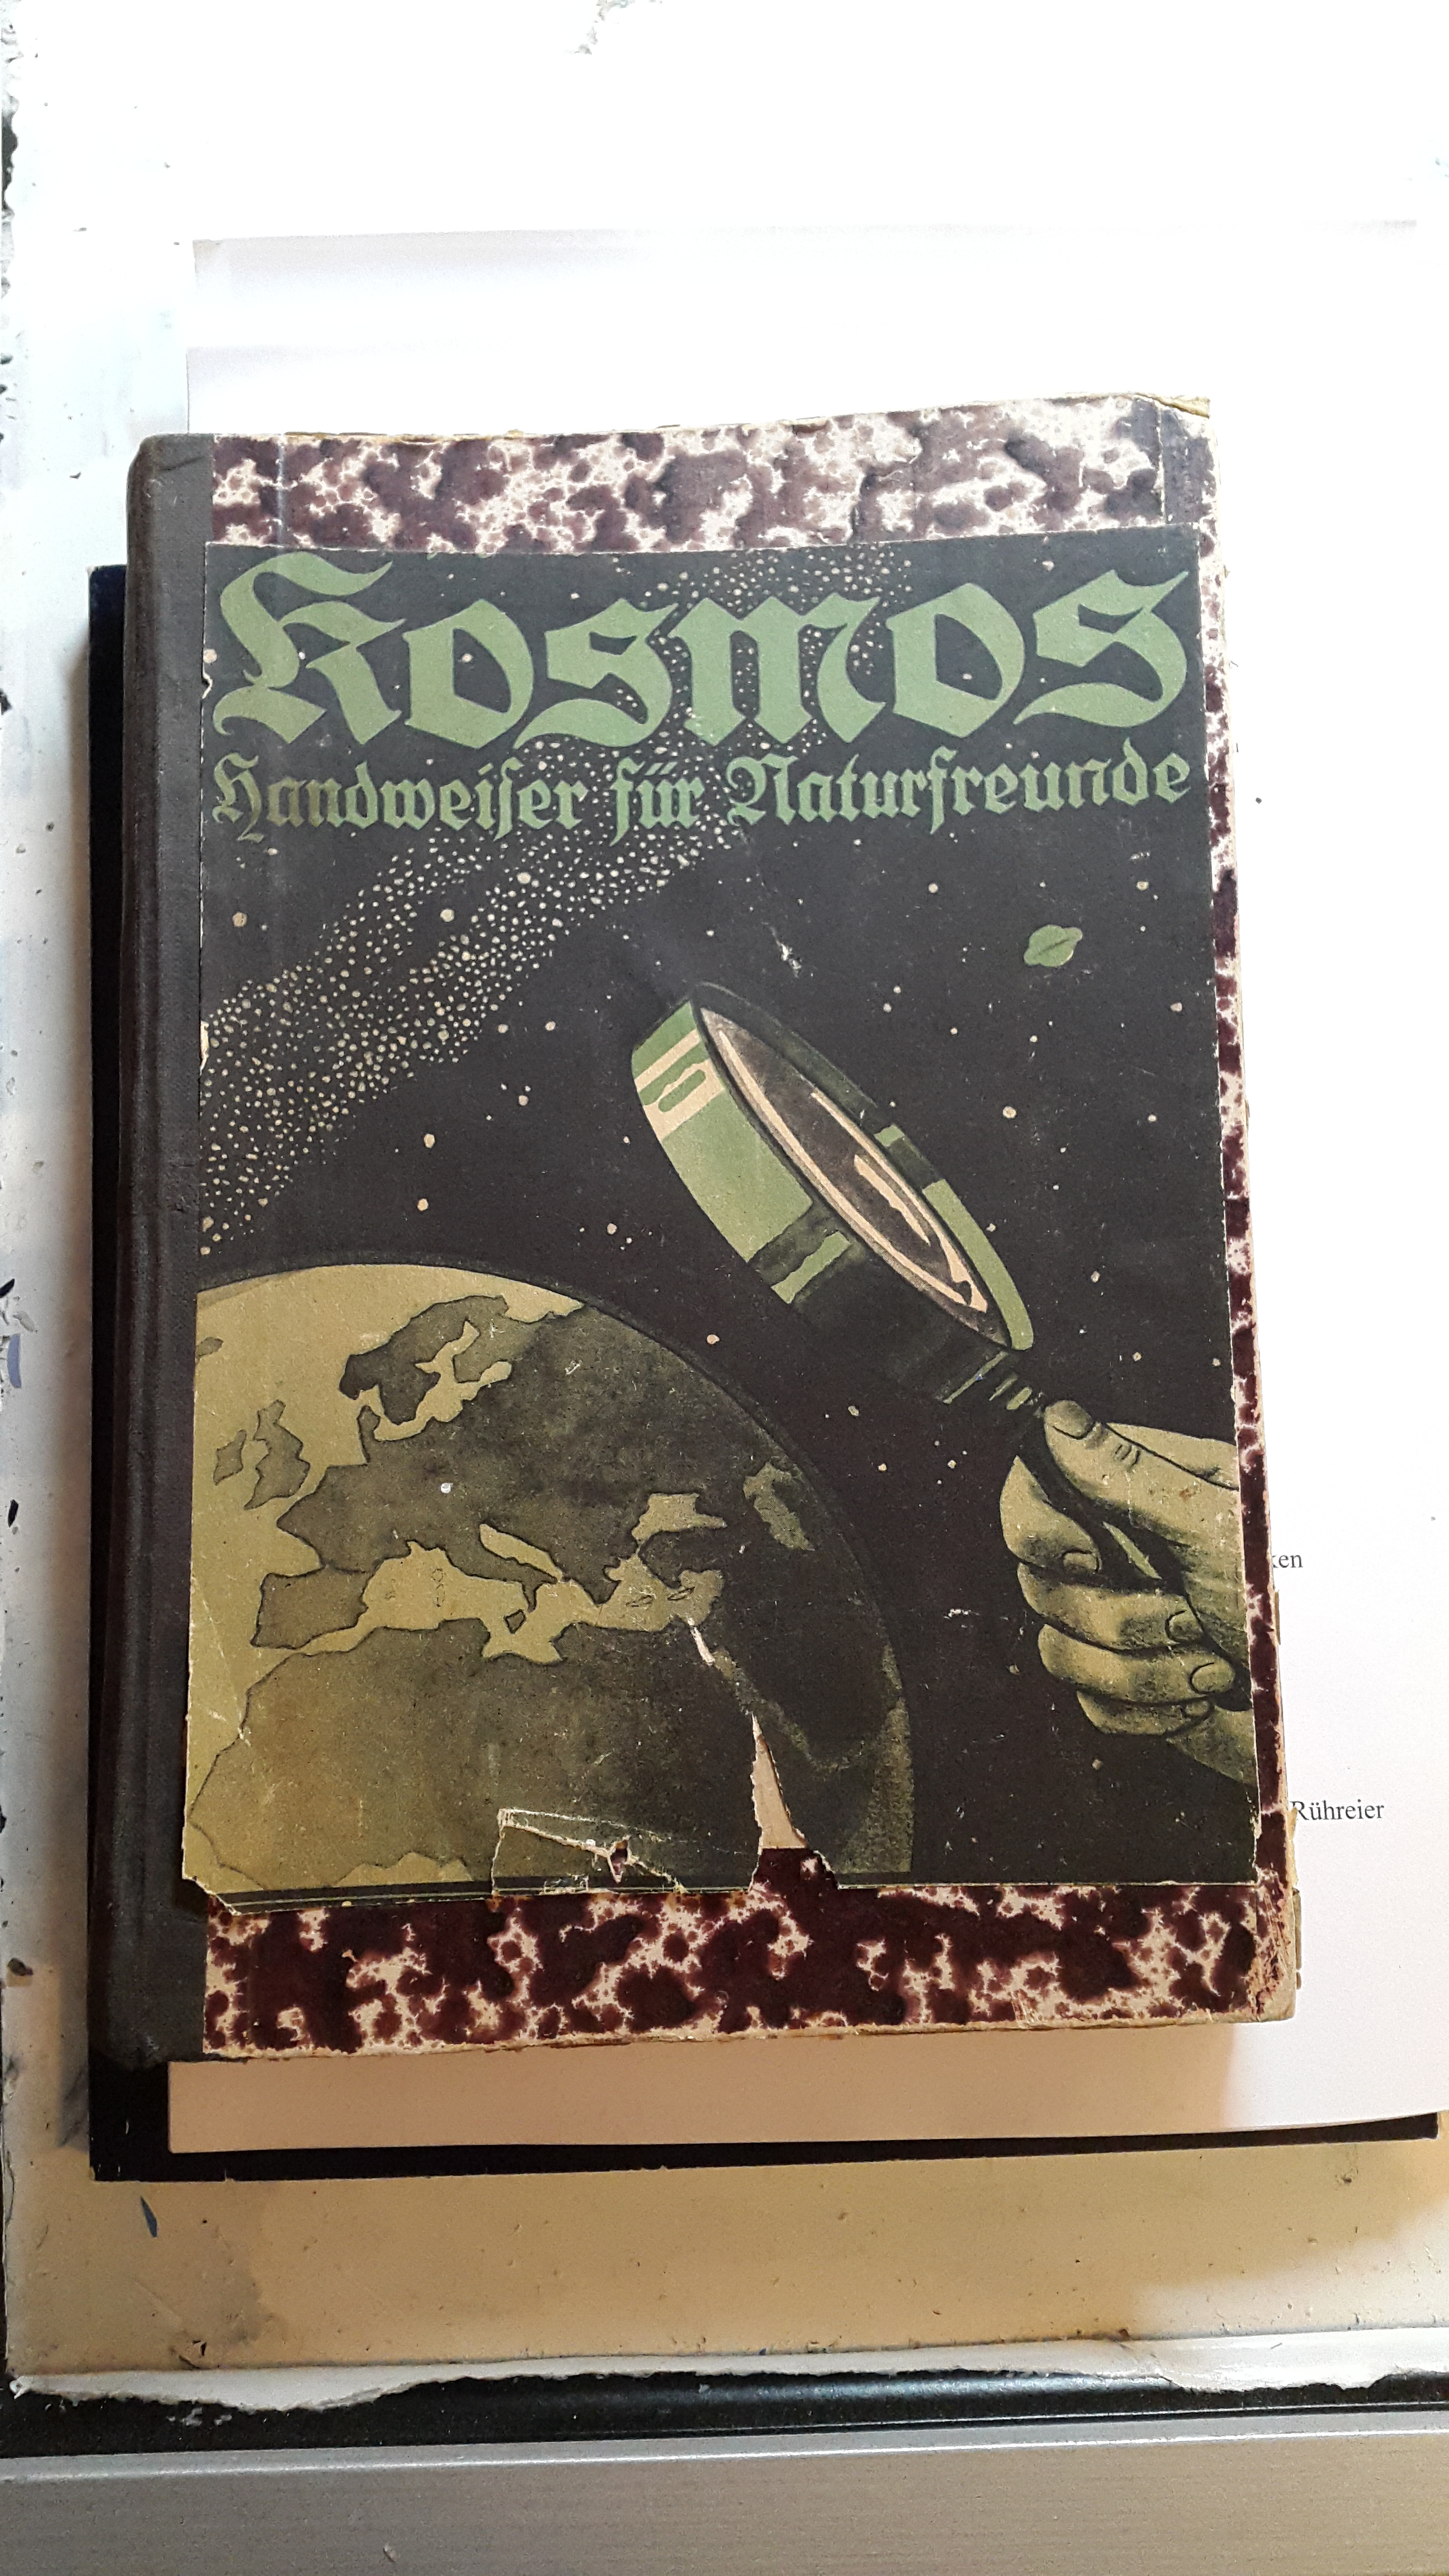 Kosmos
Handweiſer für Naturfreunde
Rühreier